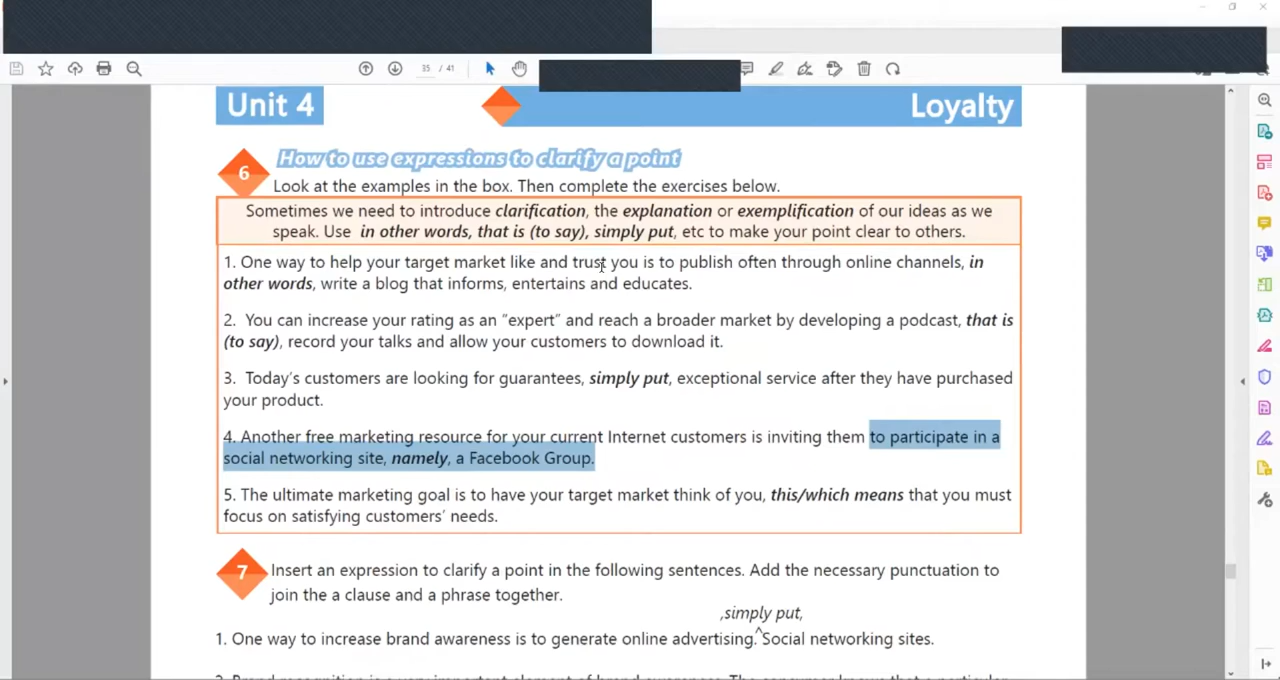 35 / 41
Unit 4
Loyalty
6
How to use expressions to clarify a point
Look at the examples in the box. Then complete the exercises below.
Sometimes we need to introduce clarification, the explanation or exemplification of our ideas as we
speak. Use in other words, that is (to say), simply put, etc to make your point clear to others.
1. One way to help your target market like and trust you is to publish often through online channels, in
other words, write a blog that informs, entertains and educates.
2. You can increase your rating as an “expert” and reach a broader market by developing a podcast, that is
(to say), record your talks and allow your customers to download it.
3. Today’s customers are looking for guarantees, simply put, exceptional service after they have purchased
your product.
4. Another free marketing resource for your current Internet customers is inviting them to participate in a
social networking site, namely, a Facebook Group.
5. The ultimate marketing goal is to have your target market think of you, this/which means that you must
focus on satisfying customers’ needs.
7
Insert an expression to clarify a point in the following sentences. Add the necessary punctuation to
join the a clause and a phrase together.
,simply put,
1. One way to increase brand awareness is to generate online advertising.^Social networking sites.